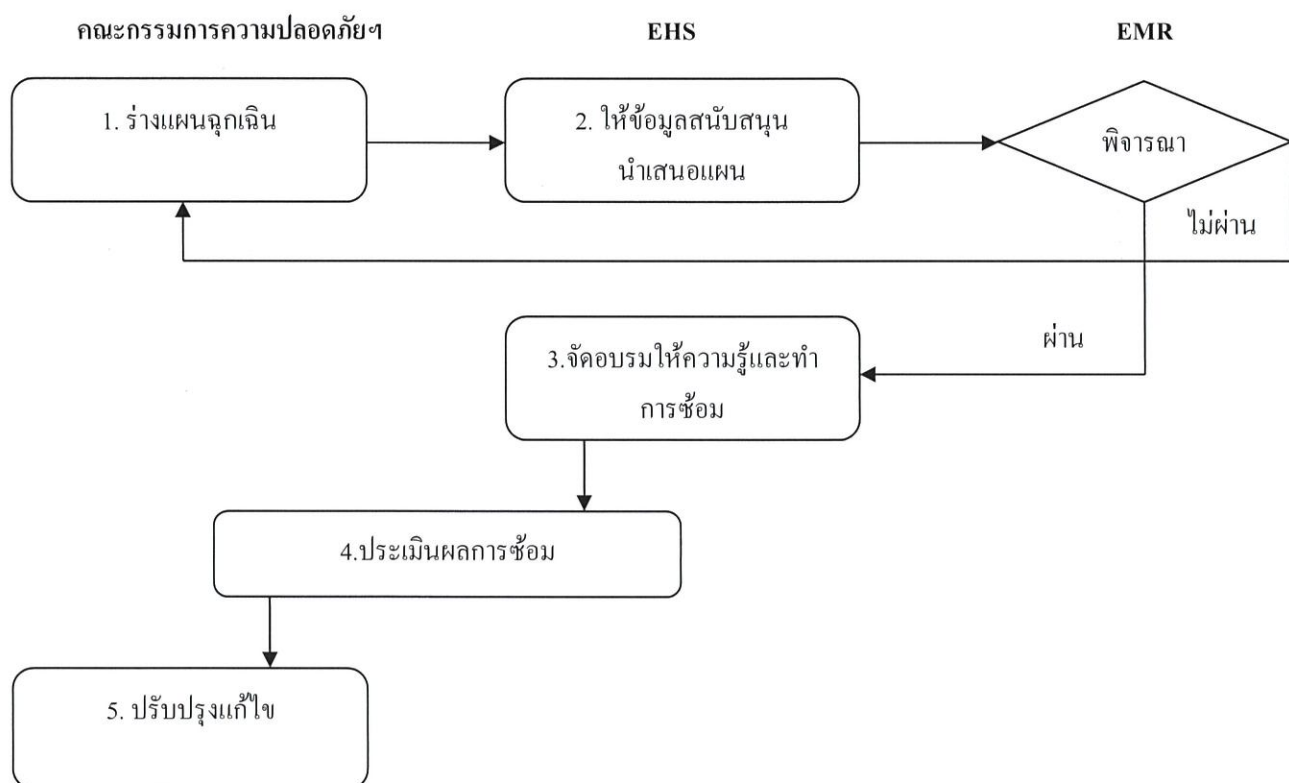 คณะกรรมการความปลอดภัยฯ
EHS
EMR
1. ร่างแผนฉุกเฉิน
2. ให้ข้อมูลสนับสนุน
นำเสนอแผน
พิจารณา
ไม่ผ่าน
ผ่าน
3.จัดอบรมให้ความรู้และทำ
การซ้อม
4.ประเมินผลการซ้อม
5. ปรับปรุงแก้ไข